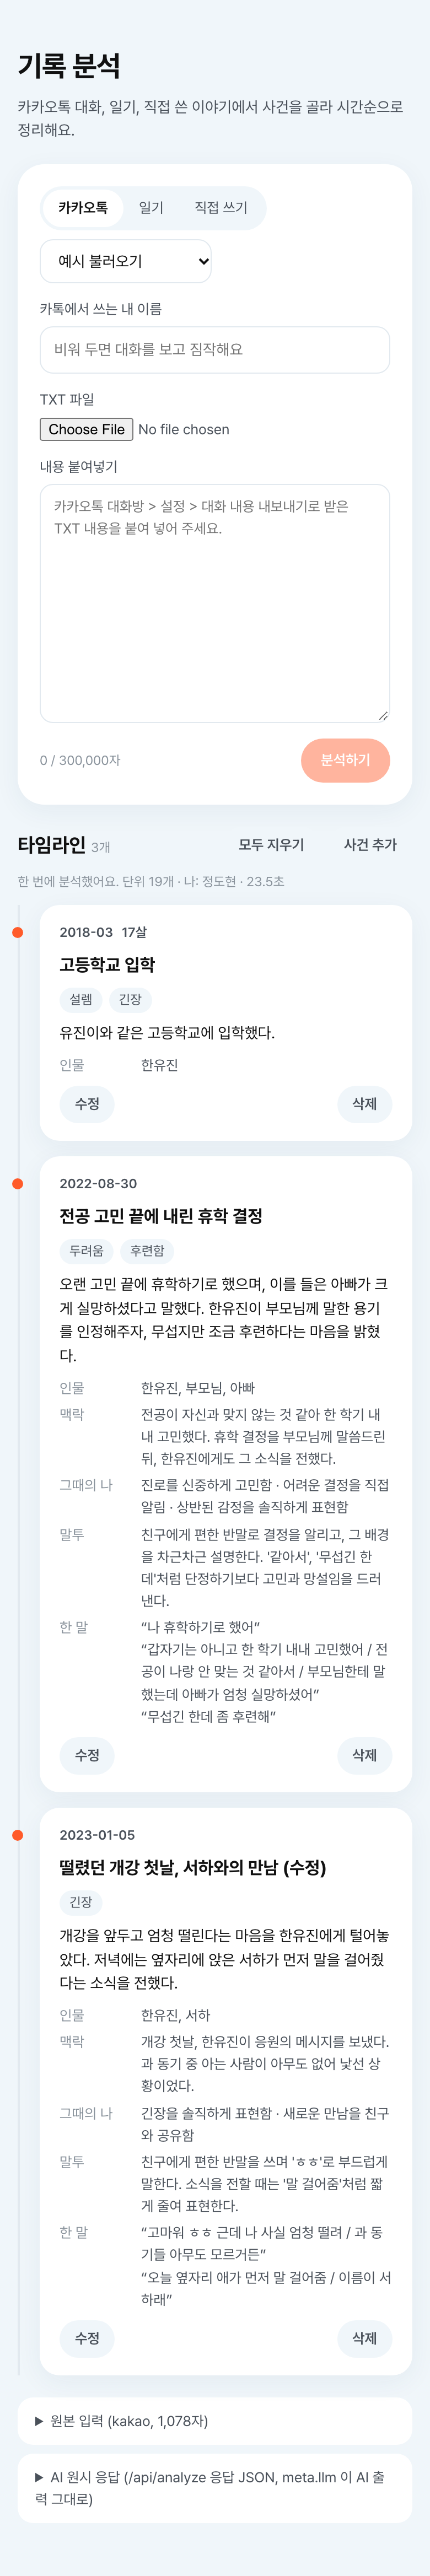 기록 분석
카카오톡 대화, 일기, 직접 쓴 이야기에서 사건을 골라 시간순으로
정리해요.
카카오톡 일기 직접 쓰기
예시 불러오기
카톡에서 쓰는 내 이름
비워 두면 대화를 보고 짐작해요
TXT 파일
Choose File No file chosen
내용 붙여넣기
카카오톡 대화방 > 설정 > 대화 내용 내보내기로 받은
TXT 내용을 붙여 넣어 주세요.
0 / 300,000자 분석하기
타임라인 3개 모두 지우기 사건 추가
한 번에 분석했어요. 단위 19개 · 나: 정도현 · 23.5초
2018-03 17살
고등학교 입학
설렘 긴장
유진이와 같은 고등학교에 입학했다.
인물 한유진
수정 삭제
2022-08-30
전공 고민 끝에 내린 휴학 결정
두려움 후련함
오랜 고민 끝에 휴학하기로 했으며, 이를 들은 아빠가 크
게 실망하셨다고 말했다. 한유진이 부모님께 말한 용기
를 인정해주자, 무섭지만 조금 후련하다는 마음을 밝혔
다.
인물 한유진, 부모님, 아빠
맥락 전공이 자신과 맞지 않는 것 같아 한 학기 내
내 고민했다. 휴학 결정을 부모님께 말씀드린
뒤, 한유진에게도 그 소식을 전했다.
그때의 나 진로를 신중하게 고민함 · 어려운 결정을 직접
알림 · 상반된 감정을 솔직하게 표현함
말투 친구에게 편한 반말로 결정을 알리고, 그 배경
을 차근차근 설명한다. '같아서', '무섭긴 한
데'처럼 단정하기보다 고민과 망설임을 드러
낸다.
한 말 “나 휴학하기로 했어”
“갑자기는 아니고 한 학기 내내 고민했어 / 전
공이 나랑 안 맞는 것 같아서 / 부모님한테 말
했는데 아빠가 엄청 실망하셨어”
“무섭긴 한데 좀 후련해”
수정 삭제
2023-01-05
떨렸던 개강 첫날, 서하와의 만남 (수정)
긴장
개강을 앞두고 엄청 떨린다는 마음을 한유진에게 털어놓
았다. 저녁에는 옆자리에 앉은 서하가 먼저 말을 걸어줬
다는 소식을 전했다.
인물 한유진, 서하
맥락 개강 첫날, 한유진이 응원의 메시지를 보냈다.
과 동기 중 아는 사람이 아무도 없어 낯선 상
황이었다.
그때의 나 긴장을 솔직하게 표현함 · 새로운 만남을 친구
와 공유함
말투 친구에게 편한 반말을 쓰며 'ㅎㅎ'로 부드럽게
말한다. 소식을 전할 때는 '말 걸어줌'처럼 짧
게 줄여 표현한다.
한 말 “고마워 ㅎㅎ 근데 나 사실 엄청 떨려 / 과 동
기들 아무도 모르거든”
“오늘 옆자리 애가 먼저 말 걸어줌 / 이름이 서
하래”
수정 삭제
▶ 원본 입력 (kakao, 1,078자)
▶ AI 원시 응답 (/api/analyze 응답 JSON, meta.llm 이 AI 출
력 그대로)